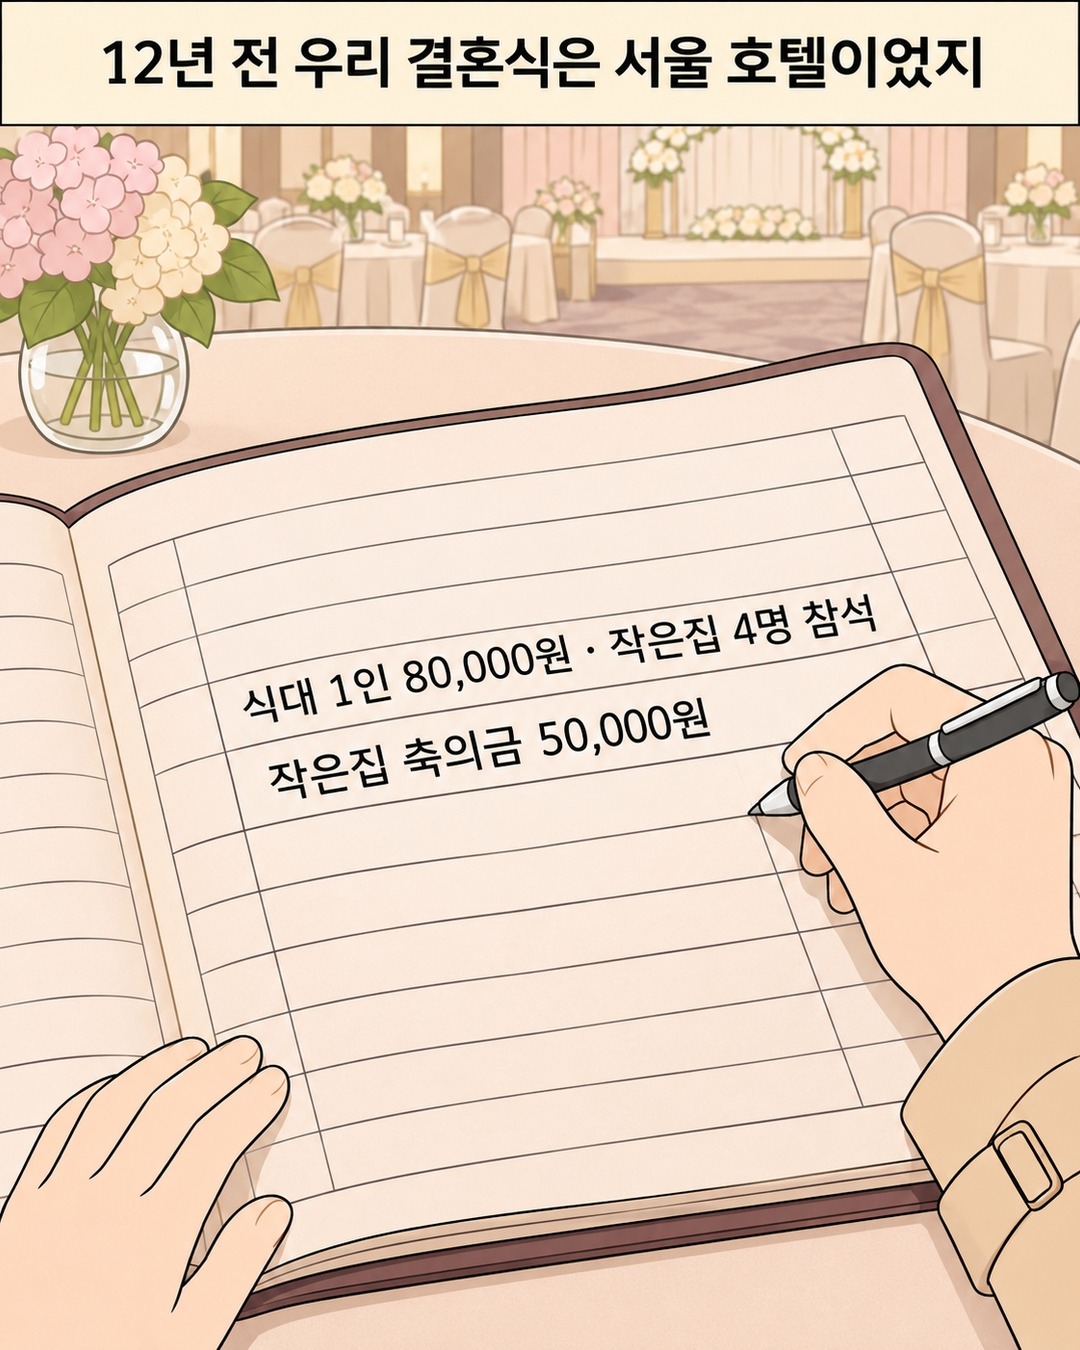 12년 전 우리 결혼식은 서울 호텔이었지
식대 1인 80,000원 · 작은집 4명 참석
작은집 축의금 50,000원